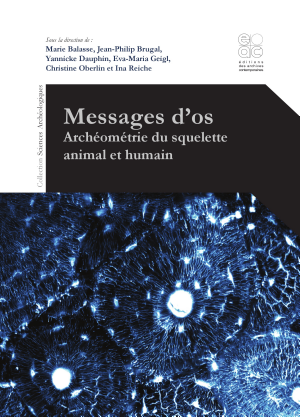 Sous la direction de :
Marie Balasse, Jean-Philip Brugal,
Yannicke Dauphin, Eva-Maria Geigl,
Christine Oberlin et Ina Reiche
éditions
des archives
contemporaines
Collection Sciences Archéologiques
Messages d’os
Archéométrie du squelette
animal et humain